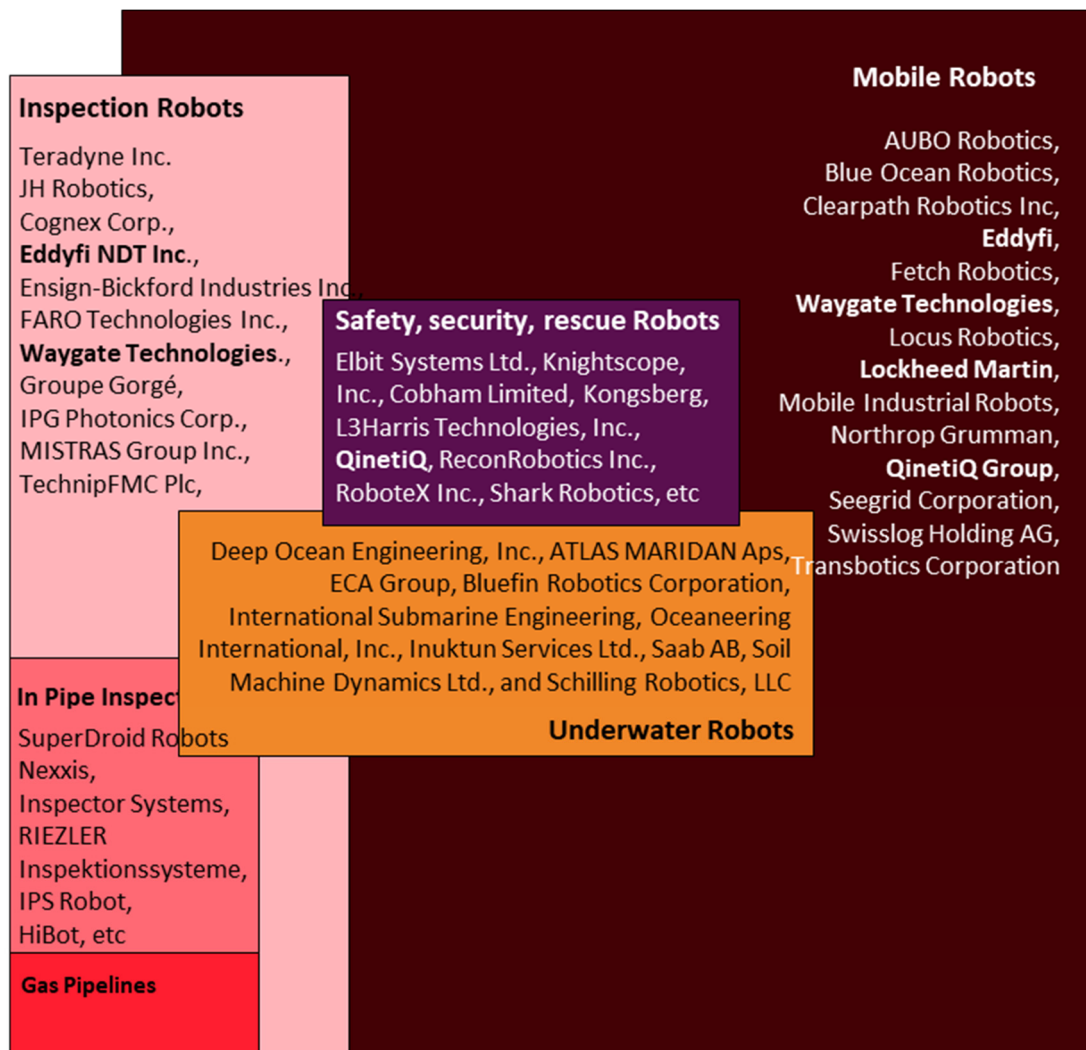 Mobile Robots
AUBO Robotics,
Blue Ocean Robotics,
Clearpath Robotics Inc,
Eddyfi,
Fetch Robotics,
Waygate Technologies,
Locus Robotics,
Lockheed Martin,
Mobile Industrial Robots,
Northrop Grumman,
QinetiQ Group,
Seegrid Corporation,
Swisslog Holding AG,
Transbotics Corporation
Inspection Robots
Teradyne Inc.
JH Robotics,
Cognex Corp.,
Eddyfi NDT Inc.,
Ensign-Bickford Industries Inc.,
FARO Technologies Inc.,
Waygate Technologies.,
Groupe Gorgé,
IPG Photonics Corp.,
MISTRAS Group Inc.,
TechnipFMC Plc,
Safety, security, rescue Robots
Elbit Systems Ltd., Knightscope,
Inc., Cobham Limited, Kongsberg,
L3Harris Technologies, Inc.,
QinetiQ, ReconRobotics Inc.,
RoboteX Inc., Shark Robotics, etc
Deep Ocean Engineering, Inc., ATLAS MARIDAN Aps,
ECA Group, Bluefin Robotics Corporation,
International Submarine Engineering, Oceaneering
International, Inc., Inuktun Services Ltd., Saab AB, Soil
Machine Dynamics Ltd., and Schilling Robotics, LLC
Underwater Robots
In Pipe Inspect
SuperDroid Robots
Nexxis,
Inspector Systems,
RIEZLER
Inspektionssysteme,
IPS Robot,
HiBot, etc
Gas Pipelines